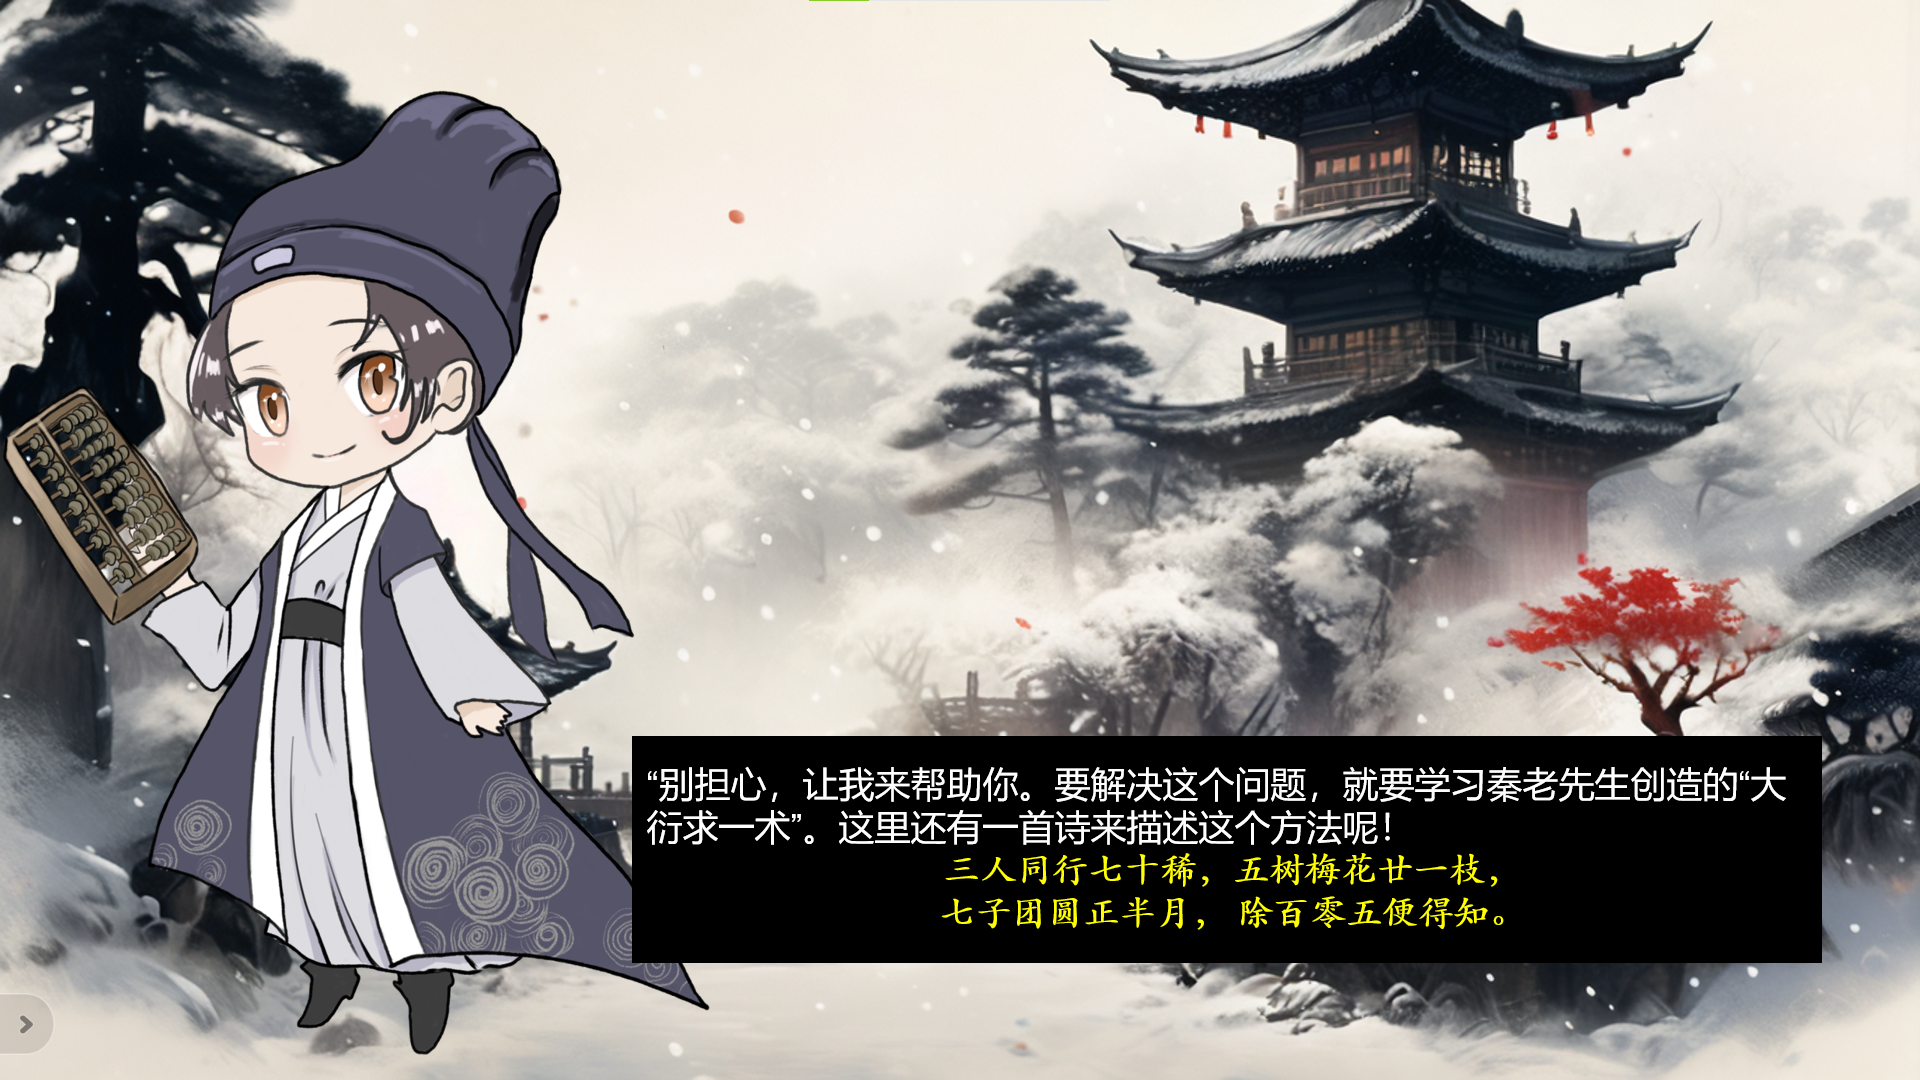 “别担心，让我来帮助你。要解决这个问题，就要学习秦老先生创造的“大
衍求一术”。这里还有一首诗来描述这个方法呢！
三人同行七十稀，五树梅花廿一枝，
七子团圆正半月， 除百零五便得知。